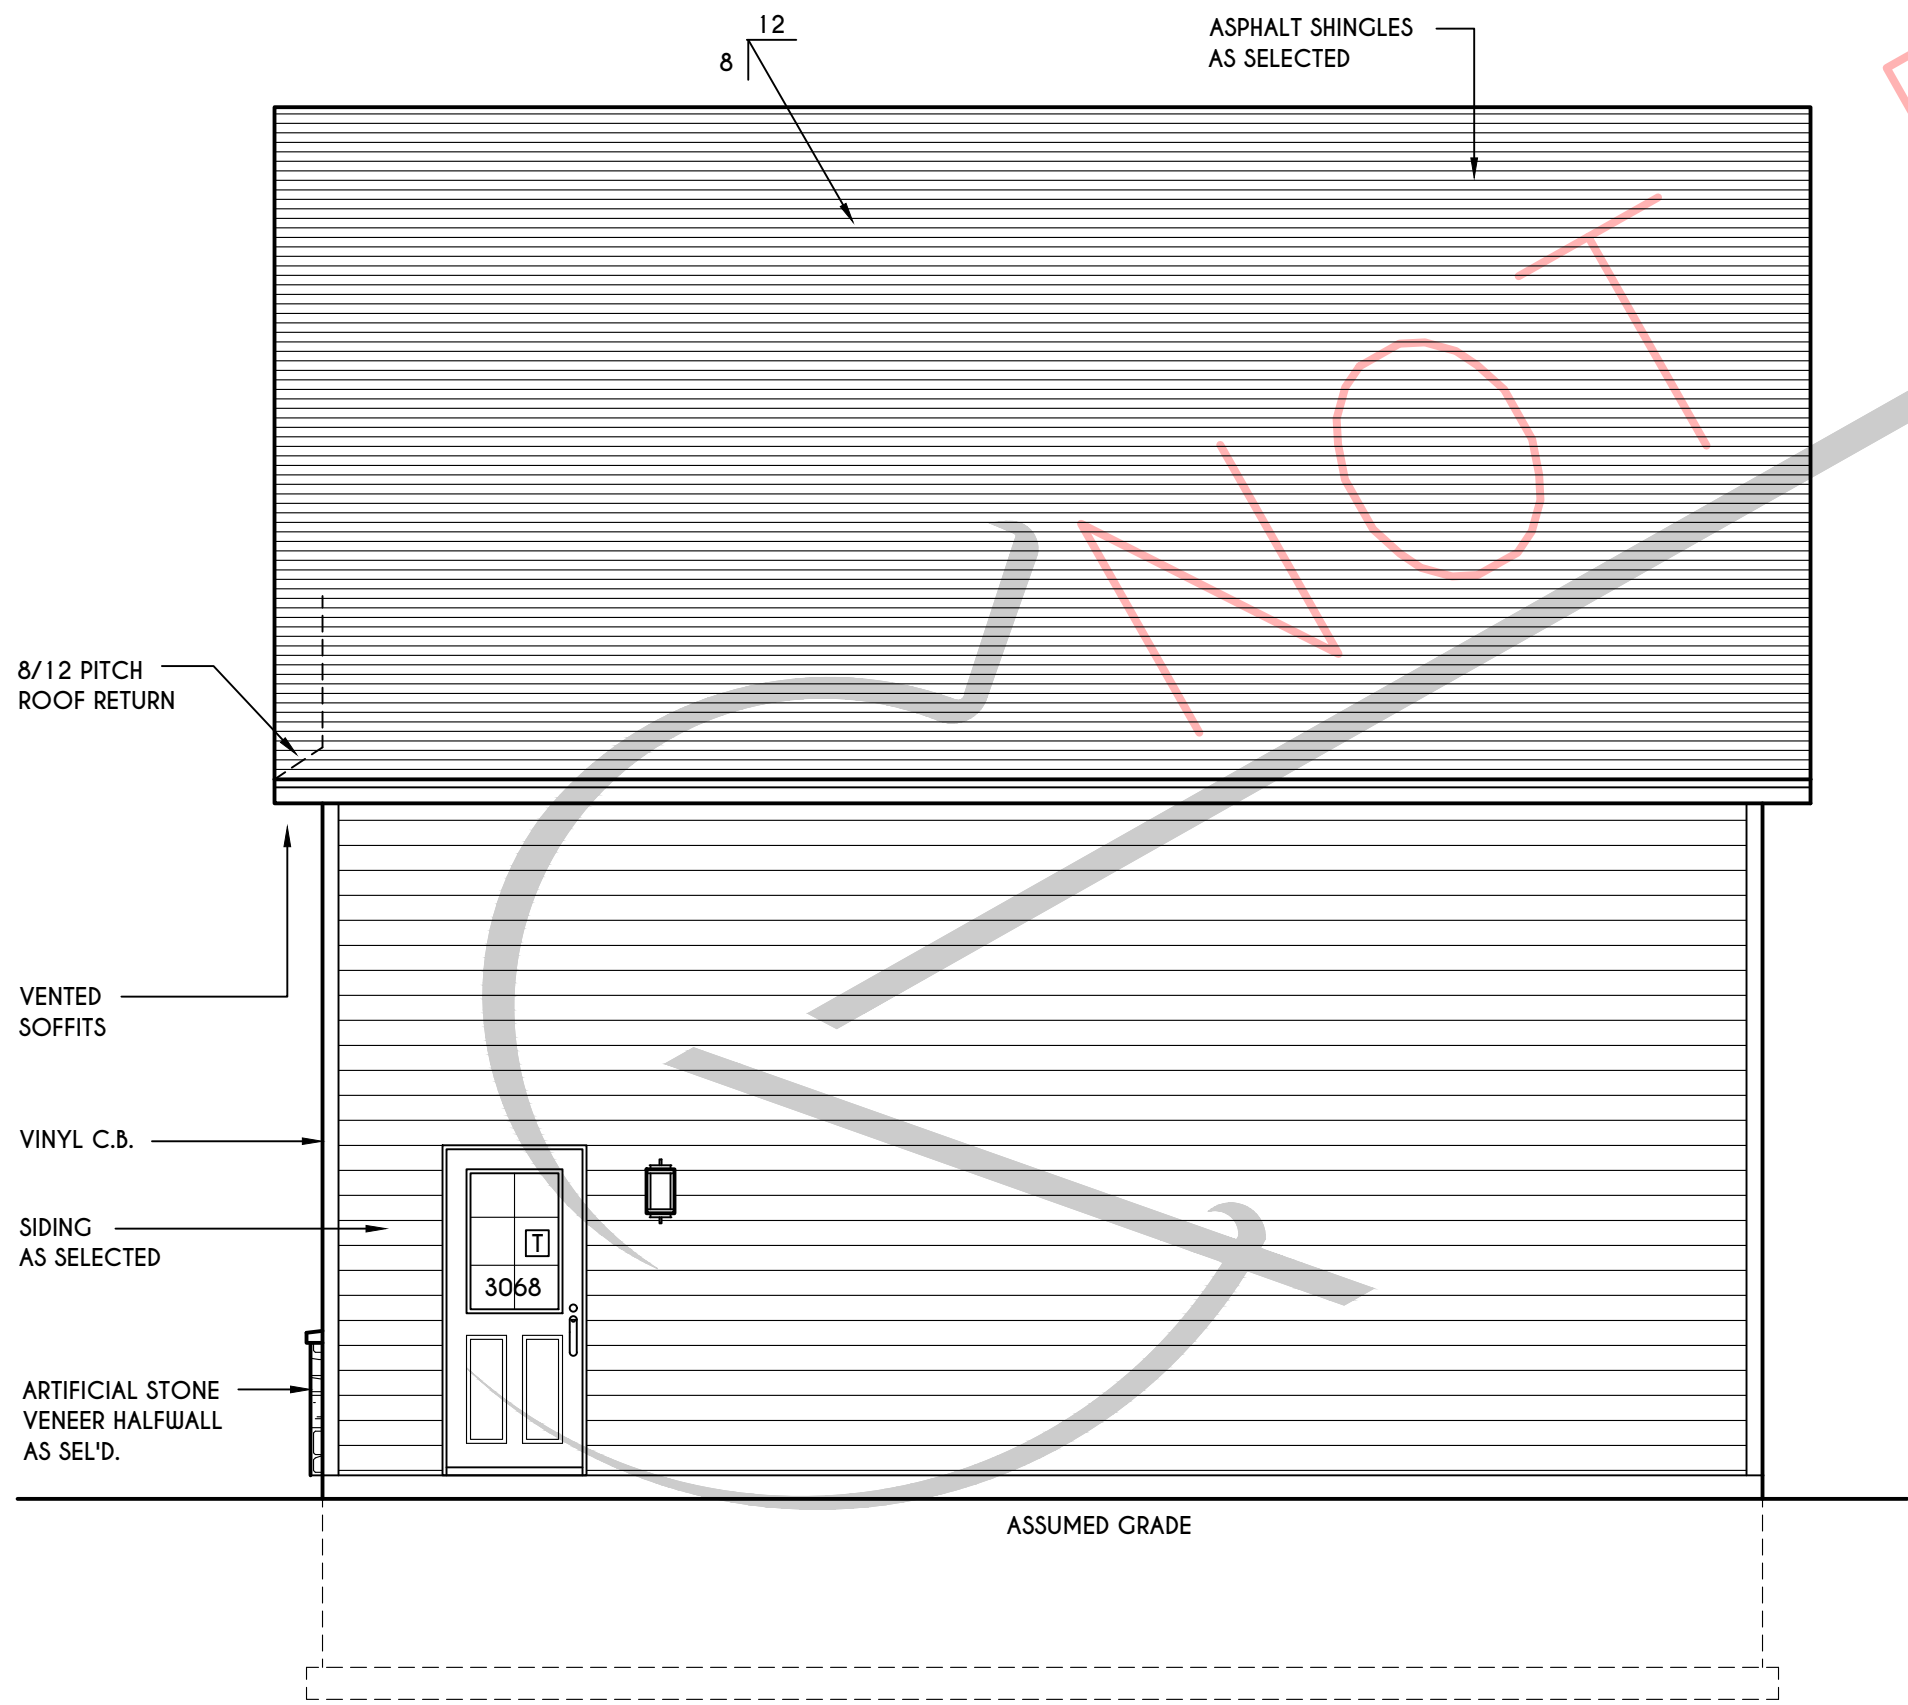 12
8
ASPHALT SHINGLES
AS SELECTED
NOT
8/12 PITCH
ROOF RETURN
VENTED
SOFFITS
VINYL C.B.
SIDING
AS SELECTED
T
3068
ARTIFICIAL STONE
VENEER HALFWALL
AS SEL'D.
ASSUMED GRADE